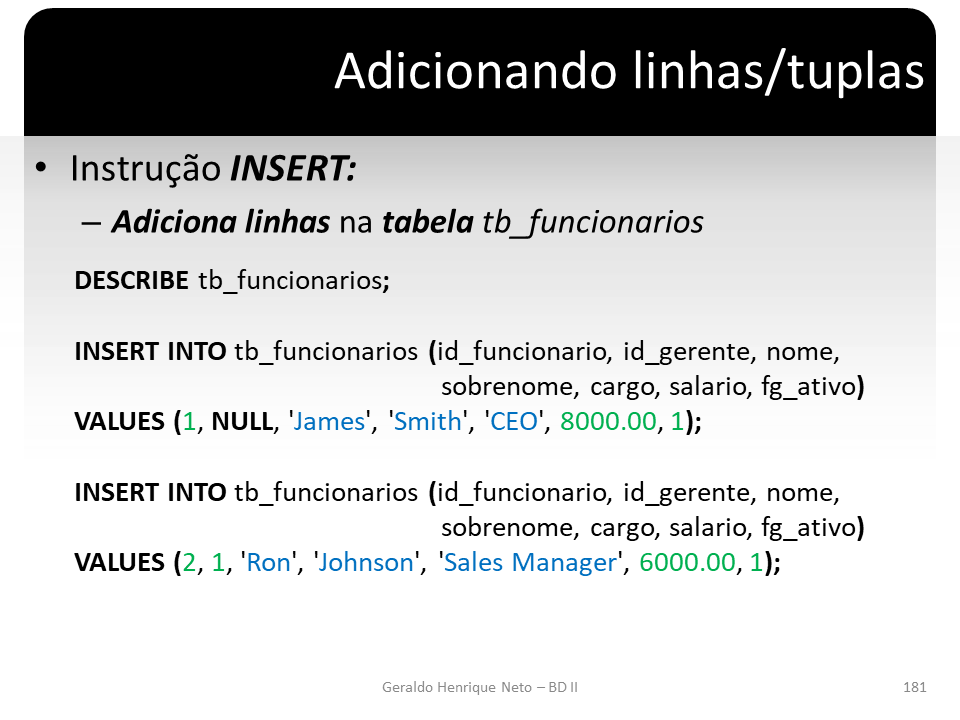 Adicionando linhas/tuplas
• Instrução INSERT:
– Adiciona linhas na tabela tb_funcionarios
DESCRIBE tb_funcionarios;
INSERT INTO tb_funcionarios (id_funcionario, id_gerente, nome,
sobrenome, cargo, salario, fg_ativo)
VALUES (1, NULL, 'James', 'Smith', 'CEO', 8000.00, 1);
INSERT INTO tb_funcionarios (id_funcionario, id_gerente, nome,
sobrenome, cargo, salario, fg_ativo)
VALUES (2, 1, 'Ron', 'Johnson', 'Sales Manager', 6000.00, 1);
Geraldo Henrique Neto – BD II
181